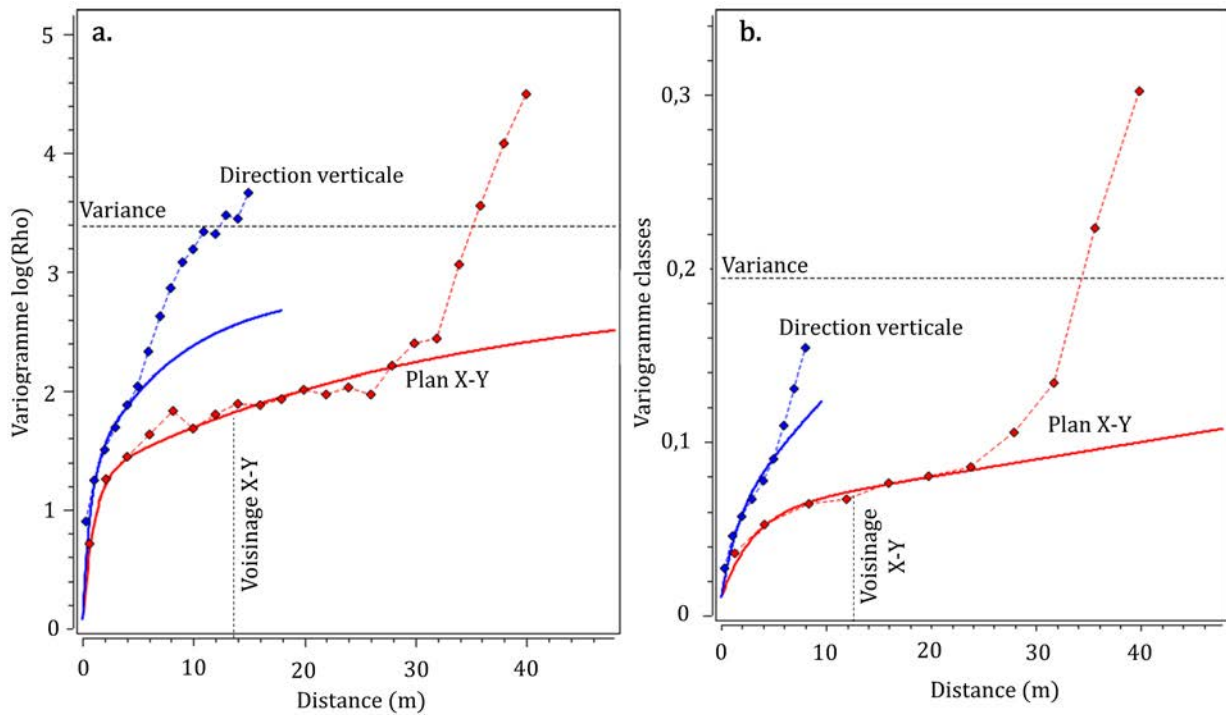 a.
Variogramme log(Rho)
5
4
3
2
1
0
Direction verticale
Variance
Plan X-Y
Voisinage X-Y
0 10 20 30 40
Distance (m)
b.
Variogramme classes
0,3
0,2
0,1
0
Variance
Direction verticale
Plan X-Y
Voisinage
X-Y
0 10 20 30 40
Distance (m)